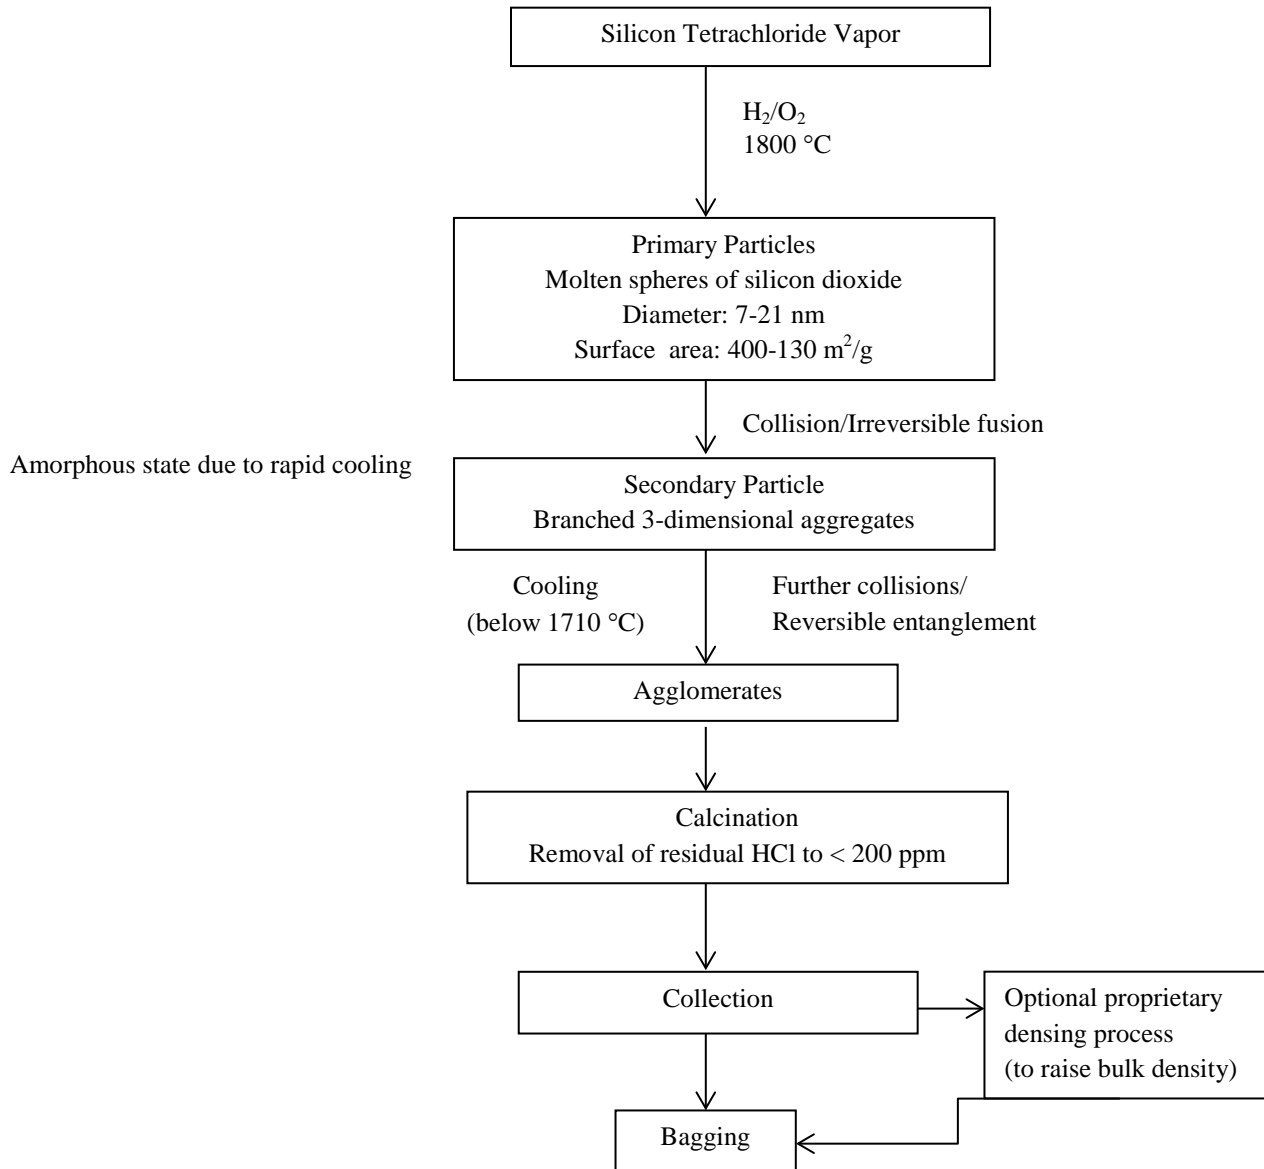 Silicon Tetrachloride Vapor
H₂/O₂
1800 °C
Primary Particles
Molten spheres of silicon dioxide
Diameter: 7-21 nm
Surface area: 400-130 m²/g
Collision/Irreversible fusion
Amorphous state due to rapid cooling
Secondary Particle
Branched 3-dimensional aggregates
Cooling
(below 1710 °C)
Further collisions/
Reversible entanglement
Agglomerates
Calcination
Removal of residual HCl to < 200 ppm
Collection
Optional proprietary
densing process
(to raise bulk density)
Bagging